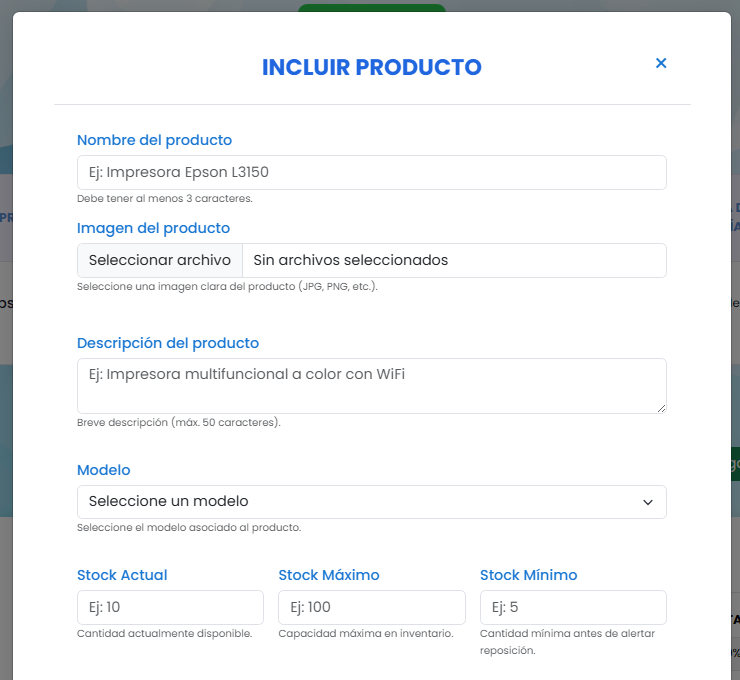 INCLUIR PRODUCTO ×
Nombre del producto
Ej: Impresora Epson L3150
Debe tener al menos 3 caracteres.
Imagen del producto
Seleccionar archivo Sin archivos seleccionados
Seleccione una imagen clara del producto (JPG, PNG, etc.).
Descripción del producto
Ej: Impresora multifuncional a color con WiFi
Breve descripción (máx. 50 caracteres).
Modelo
Seleccione un modelo
Seleccione el modelo asociado al producto.
Stock Actual Stock Máximo Stock Mínimo
Ej: 10 Ej: 100 Ej: 5
Cantidad actualmente disponible. Capacidad máxima en inventario. Cantidad mínima antes de alertar
reposición.